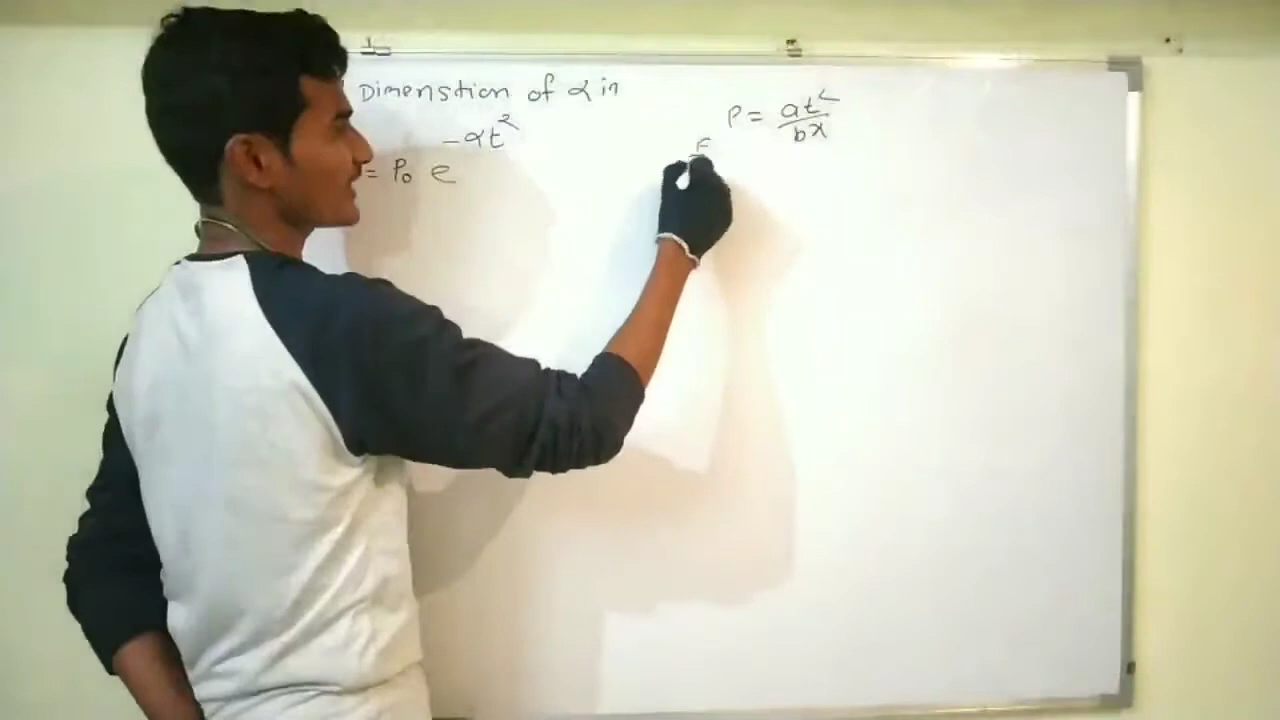 Dimenstion of α in
= P₀ e^{-αt²}
P = at²/bx
F